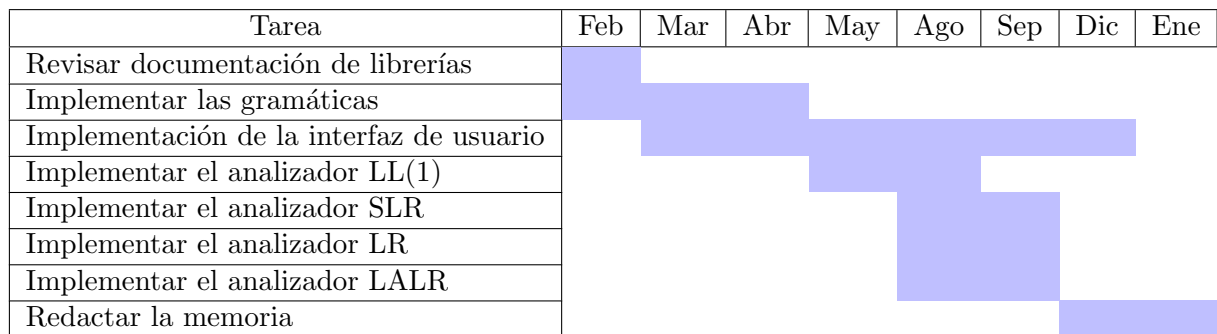 Tarea Feb Mar Abr May Ago Sep Dic Ene
Revisar documentación de librerías
Implementar las gramáticas
Implementación de la interfaz de usuario
Implementar el analizador LL(1)
Implementar el analizador SLR
Implementar el analizador LR
Implementar el analizador LALR
Redactar la memoria